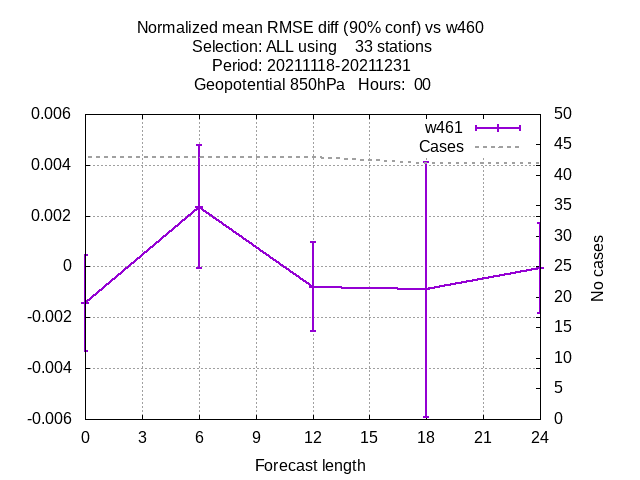 Normalized mean RMSE diff (90% conf) vs w460
Selection: ALL using    33 stations
Period: 20211118-20211231
Geopotential 850hPa   Hours:  00
w461
Cases
0.006
0.004
0.002
0
-0.002
-0.004
-0.006
50
45
40
35
30
25
20
15
10
5
0
No cases
0 3 6 9 12 15 18 21 24
Forecast length